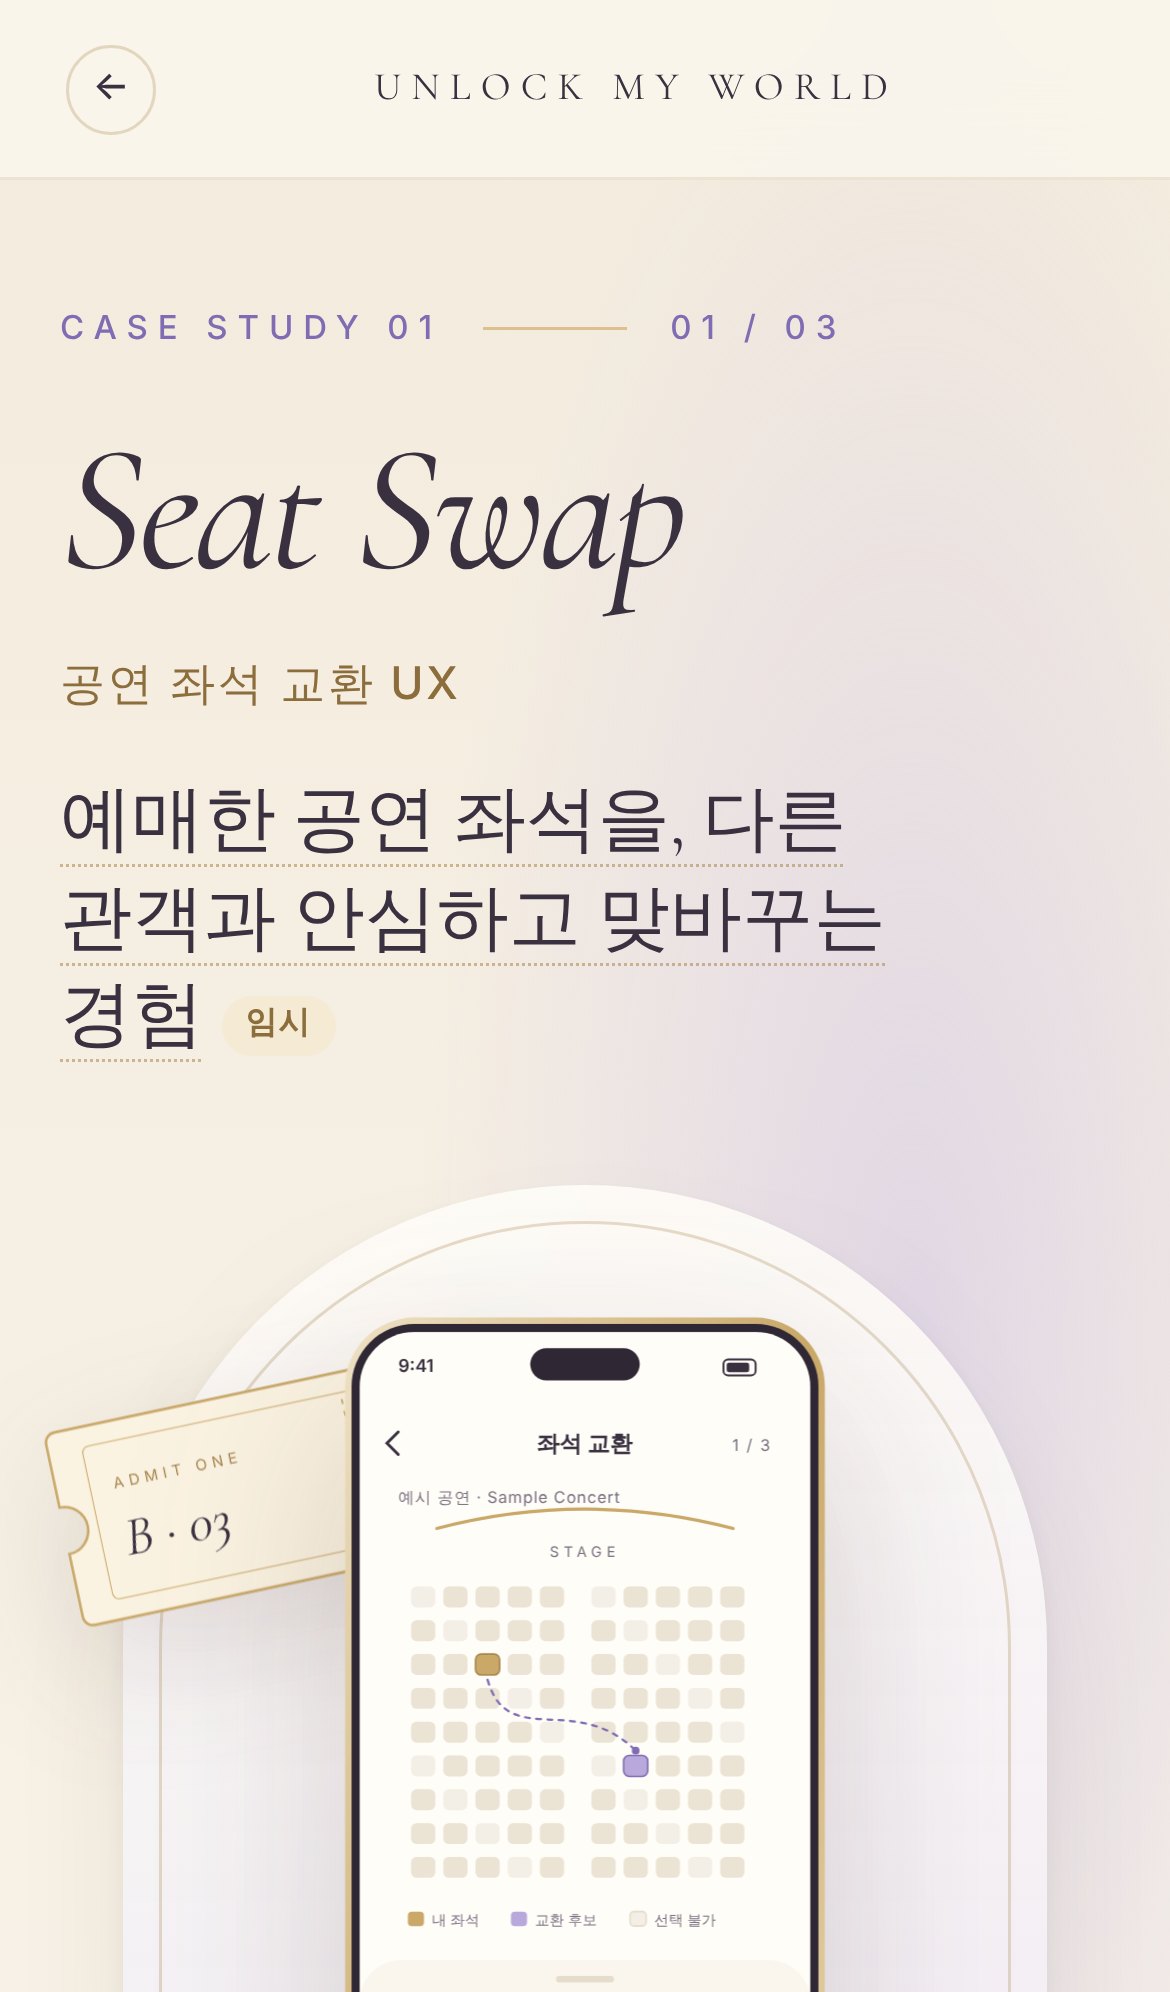 UNLOCK MY WORLD
CASE STUDY 01
01 / 03
Seat Swap
공연 좌석 교환 UX
예매한 공연 좌석을, 다른
관객과 안심하고 맞바꾸는
경험 임시
ADMIT ONE
B · 03
9:41
좌석 교환
1 / 3
예시 공연 · Sample Concert
STAGE
내 좌석
교환 후보
선택 불가